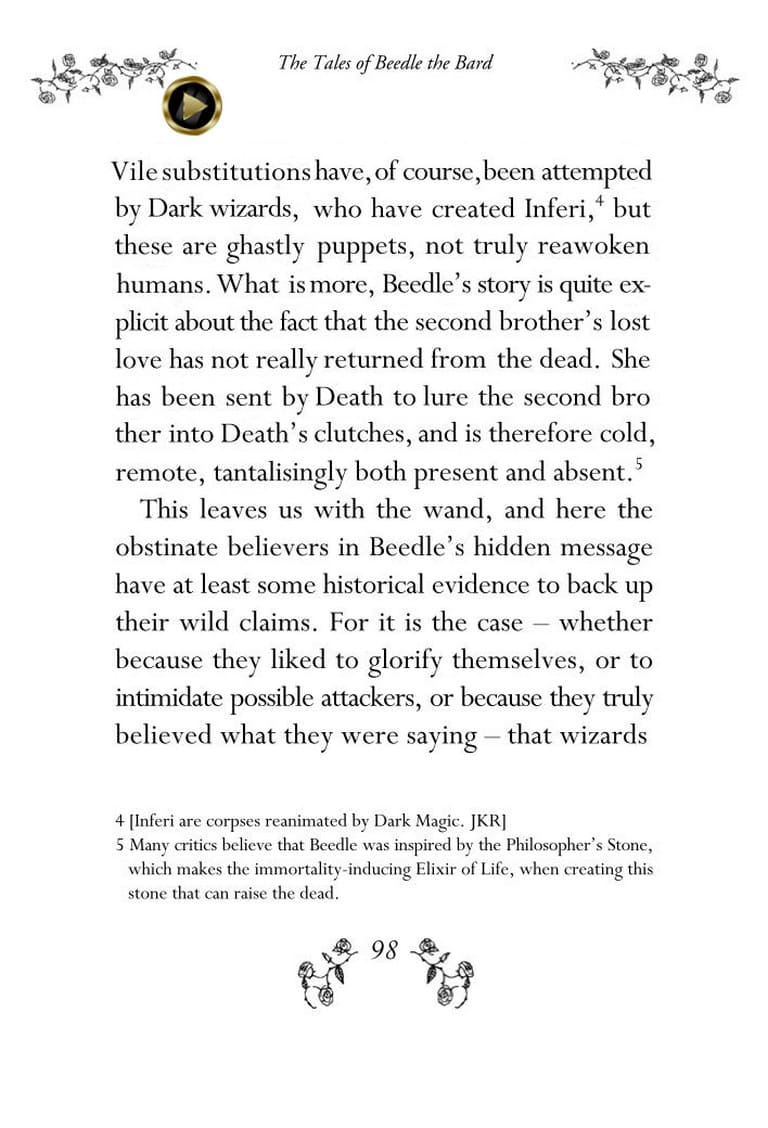 The Tales of Beedle the Bard
Vile substitutions have, of course, been attempted
by Dark wizards, who have created Inferi,4 but
these are ghastly puppets, not truly reawoken
humans. What is more, Beedle’s story is quite ex-
plicit about the fact that the second brother’s lost
love has not really returned from the dead. She
has been sent by Death to lure the second bro
ther into Death’s clutches, and is therefore cold,
remote, tantalisingly both present and absent.5
This leaves us with the wand, and here the
obstinate believers in Beedle’s hidden message
have at least some historical evidence to back up
their wild claims. For it is the case – whether
because they liked to glorify themselves, or to
intimidate possible attackers, or because they truly
believed what they were saying – that wizards
4 [Inferi are corpses reanimated by Dark Magic. JKR]
5 Many critics believe that Beedle was inspired by the Philosopher’s Stone,
which makes the immortality-inducing Elixir of Life, when creating this
stone that can raise the dead.
98